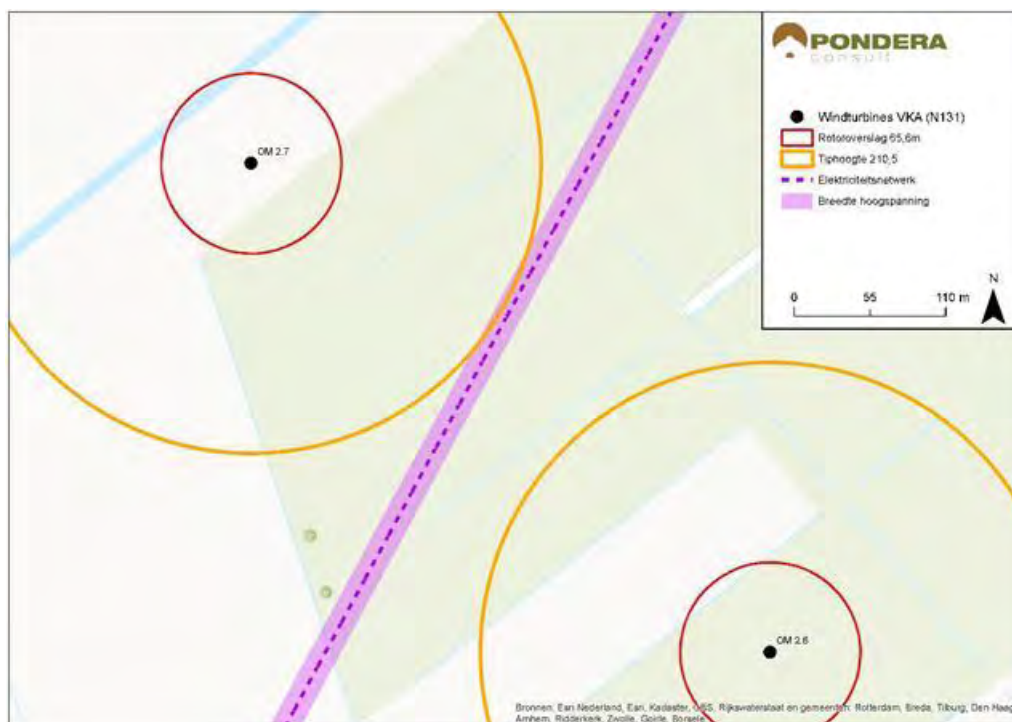 PONDERA
consult
Windturbines VKA (N131)
Rotoroverslag 65,6m
Tiphoogte 210,5
Elektriciteitsnetwerk
Breedte hoogspanning
N
0 55 110 m
OM 2.7
OM 2.6
Bronnen: Esri Nederland, Esri, Kadaster, CBS, Rijkswaterstaat en gemeenten: Rotterdam, Breda, Tilburg, Den Haag,
Arnhem, Ridderkerk, Zwolle, Goirle, Borsele